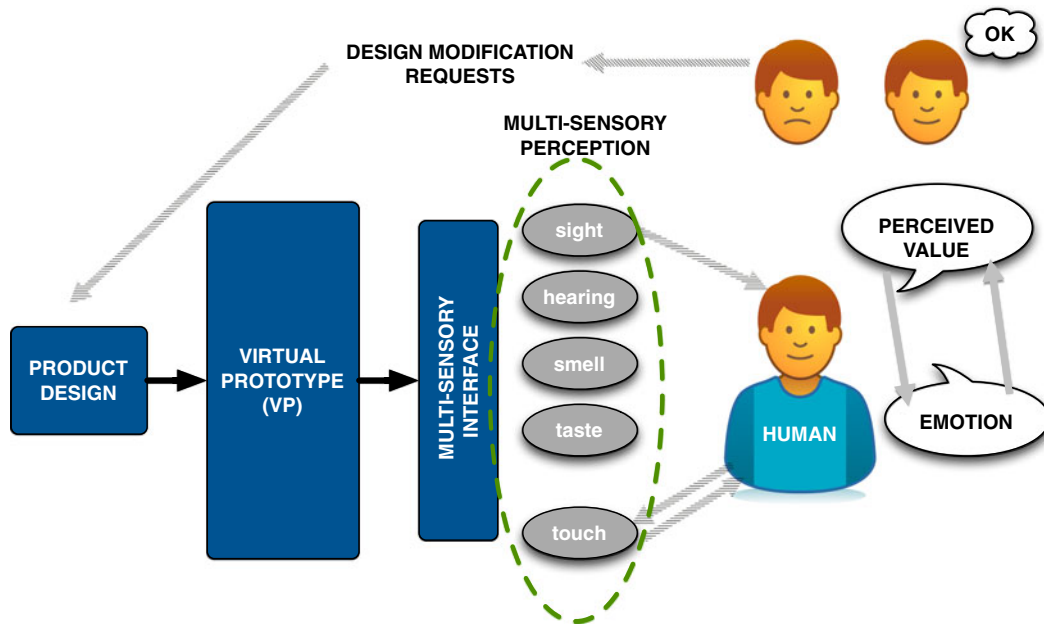 OK
DESIGN MODIFICATION
REQUESTS
MULTI-SENSORY
PERCEPTION
sight
hearing
smell
taste
touch
PERCEIVED
VALUE
PRODUCT
DESIGN
VIRTUAL
PROTOTYPE
(VP)
MULTI-SENSORY
INTERFACE
HUMAN
EMOTION